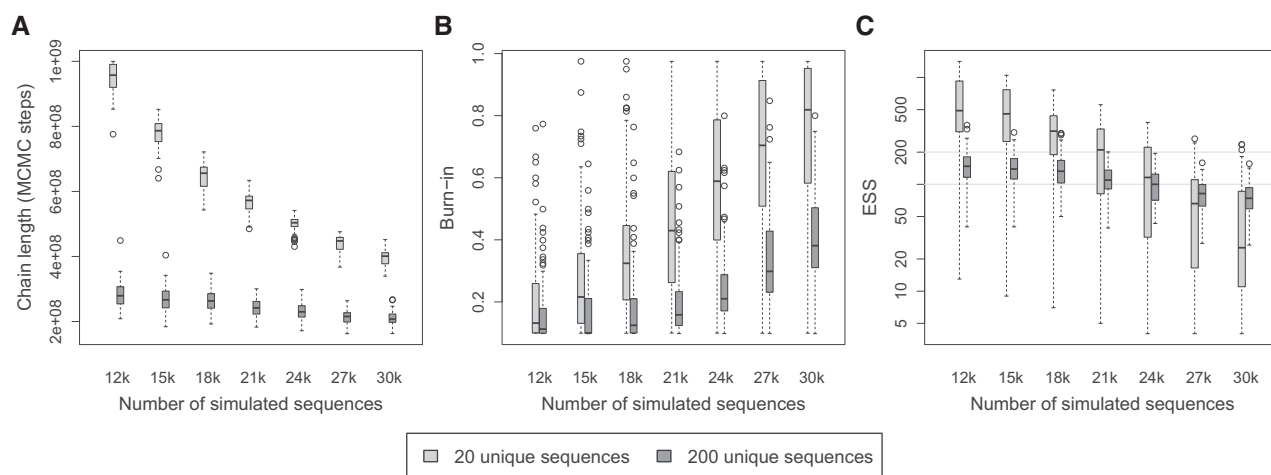 A
B
C
Chain length (MCMC steps)
1e+09
8e+08
6e+08
4e+08
2e+08
12k 15k 18k 21k 24k 27k 30k
Number of simulated sequences
Burn−in
1.0
0.8
0.6
0.4
0.2
12k 15k 18k 21k 24k 27k 30k
Number of simulated sequences
ESS
500
200
50
20
10
5
12k 15k 18k 21k 24k 27k 30k
Number of simulated sequences
20 unique sequences 200 unique sequences